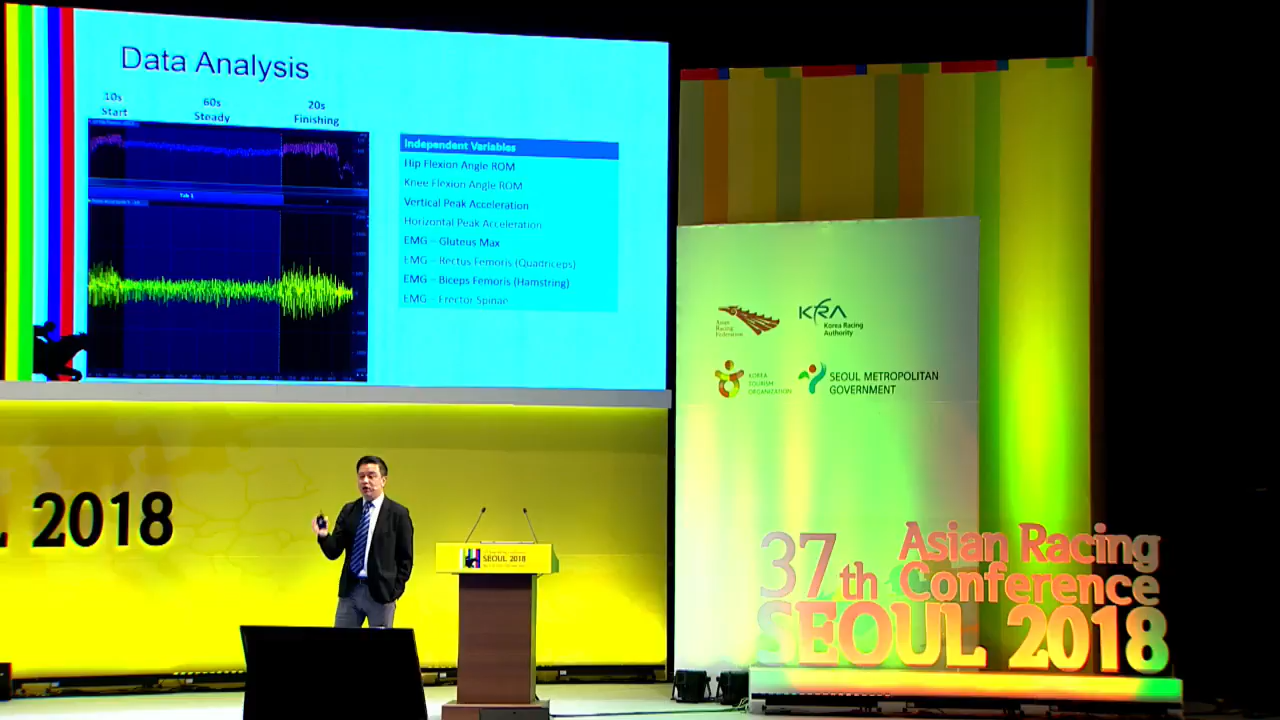 Data Analysis
10s
Start
60s
Steady
20s
Finishing
Independent Variables
Hip Flexion Angle ROM
Knee Flexion Angle ROM
Vertical Peak Acceleration
Horizontal Peak Acceleration
EMG – Gluteus Max
EMG – Rectus Femoris (Quadriceps)
EMG – Biceps Femoris (Hamstring)
EMG – Erector Spinae
Asian
Racing
Federation
KRA
Korea Racing
Authority
KOREA
TOURISM
ORGANIZATION
SEOUL METROPOLITAN
GOVERNMENT
2018
SEOUL 2018
37th Asian Racing
Conference
SEOUL 2018